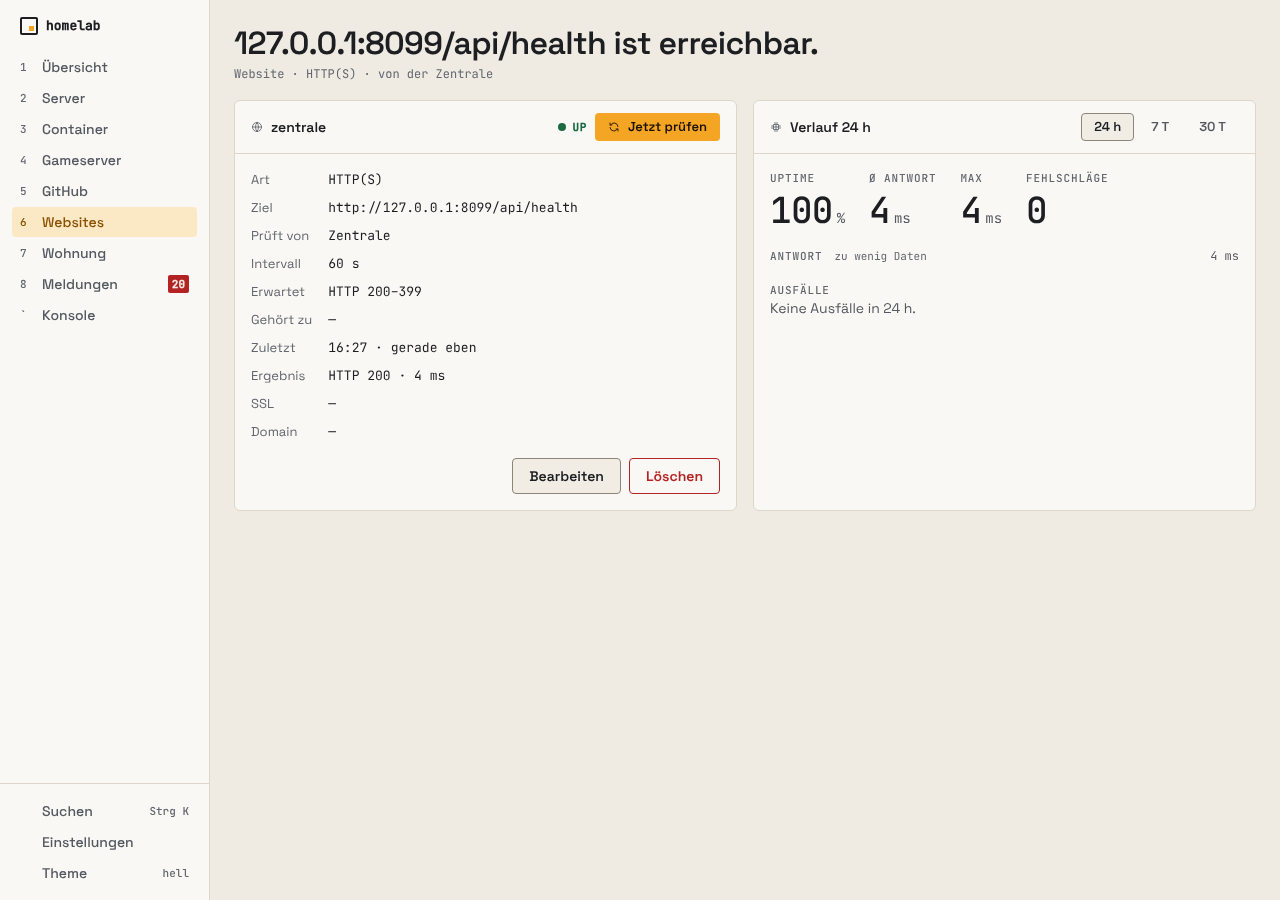 homelab
1 Übersicht
2 Server
3 Container
4 Gameserver
5 GitHub
6 Websites
7 Wohnung
8 Meldungen 20
` Konsole
Suchen Strg K
Einstellungen
Theme hell
127.0.0.1:8099/api/health ist erreichbar.
Website · HTTP(S) · von der Zentrale
zentrale UP Jetzt prüfen
Art HTTP(S)
Ziel http://127.0.0.1:8099/api/health
Prüft von Zentrale
Intervall 60 s
Erwartet HTTP 200–399
Gehört zu —
Zuletzt 16:27 · gerade eben
Ergebnis HTTP 200 · 4 ms
SSL —
Domain —
Bearbeiten Löschen
Verlauf 24 h 24 h 7 T 30 T
UPTIME Ø ANTWORT MAX FEHLSCHLÄGE
100 % 4 ms 4 ms 0
ANTWORT zu wenig Daten 4 ms
AUSFÄLLE
Keine Ausfälle in 24 h.